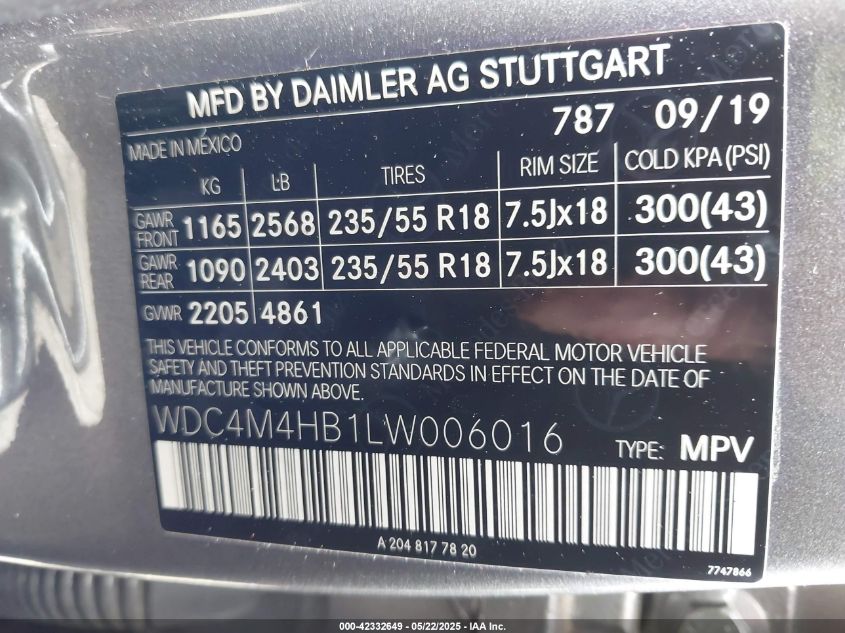 MFD BY DAIMLER AG STUTTGART
787 09/19
MADE IN MEXICO
KG LB TIRES RIM SIZE COLD KPA (PSI)
GAWR FRONT 1165 2568 235/55 R18 7.5Jx18 300(43)
GAWR REAR 1090 2403 235/55 R18 7.5Jx18 300(43)
GVWR 2205 4861
THIS VEHICLE CONFORMS TO ALL APPLICABLE FEDERAL MOTOR VEHICLE
SAFETY AND THEFT PREVENTION STANDARDS IN EFFECT ON THE DATE OF
MANUFACTURE SHOWN ABOVE.
WDC4M4HB1LW006016 TYPE: MPV
A 204 817 78 20
7747866
000-42332649 - 05/22/2025 - IAA Inc.